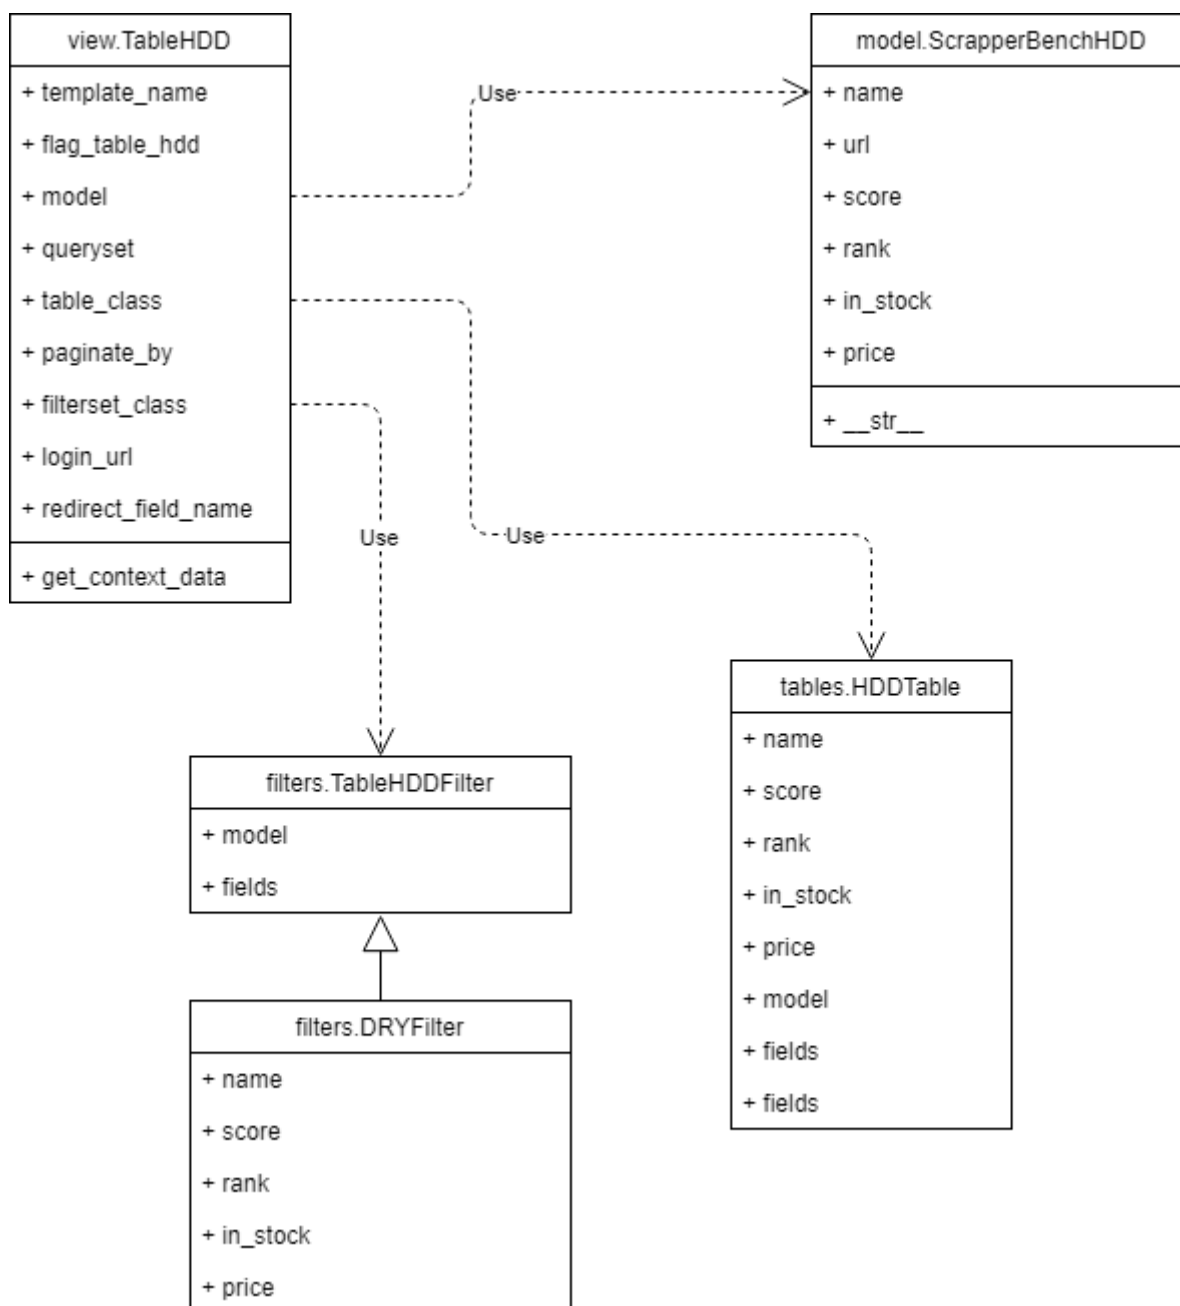 view.TableHDD
+ template_name
+ flag_table_hdd
+ model
+ queryset
+ table_class
+ paginate_by
+ filterset_class
+ login_url
+ redirect_field_name
+ get_context_data
Use
model.ScrapperBenchHDD
+ name
+ url
+ score
+ rank
+ in_stock
+ price
+ __str__
Use
Use
filters.TableHDDFilter
+ model
+ fields
tables.HDDTable
+ name
+ score
+ rank
+ in_stock
+ price
+ model
+ fields
+ fields
filters.DRYFilter
+ name
+ score
+ rank
+ in_stock
+ price